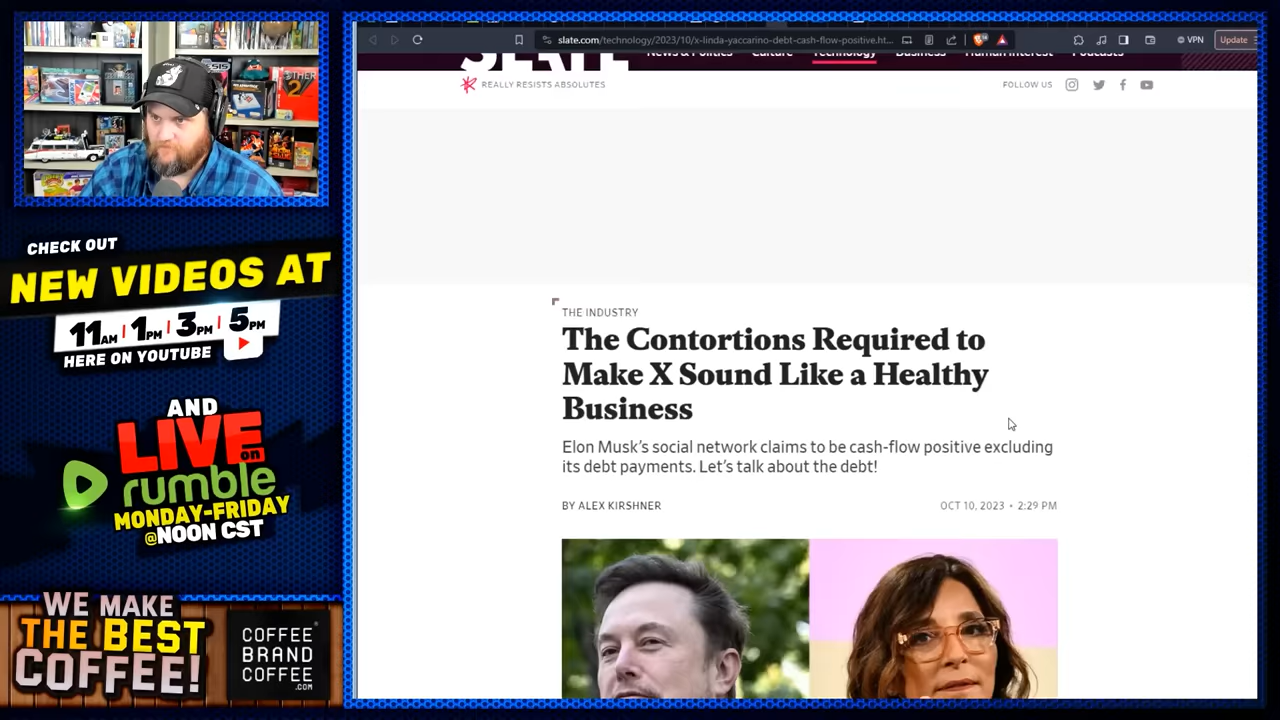 slate.com/technology/2023/10/x-linda-yaccarino-debt-cash-flow-positive.ht...
VPN
Update
SLATE
News & Politics
Culture
Technology
Business
Human Interest
Podcasts
REALLY RESISTS ABSOLUTES
FOLLOW US
THE INDUSTRY
The Contortions Required to
Make X Sound Like a Healthy
Business
Elon Musk's social network claims to be cash-flow positive excluding
its debt payments. Let's talk about the debt!
BY ALEX KIRSHNER
OCT 10, 2023 • 2:29 PM
CHECK OUT
NEW VIDEOS AT
11AM | 1PM | 3PM | 5PM
HERE ON YOUTUBE
AND
LIVE on
rumble
MONDAY-FRIDAY
@NOON CST
WE MAKE
THE BEST
COFFEE!
COFFEE®
BRAND
COFFEE
.COM